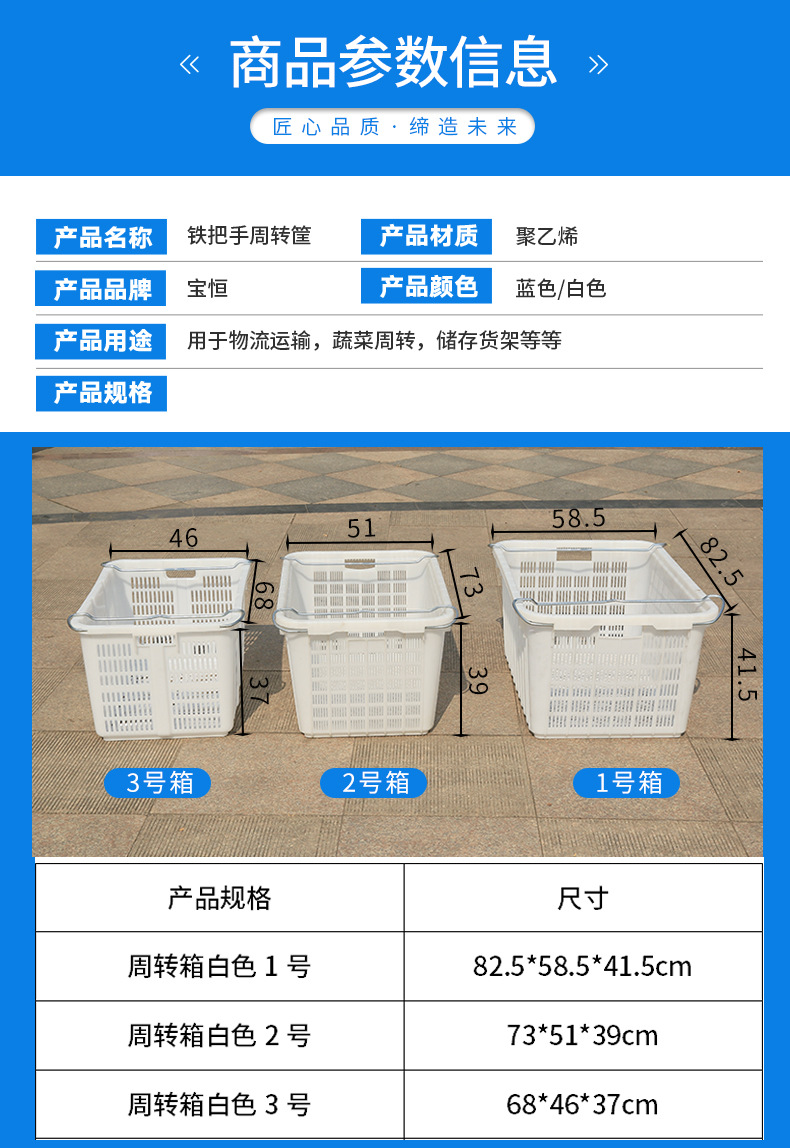 « 商品参数信息 »
匠心品质·缔造未来
产品名称 铁把手周转筐 产品材质 聚乙烯
产品品牌 宝恒 产品颜色 蓝色/白色
产品用途 用于物流运输，蔬菜周转，储存货架等等
产品规格
46 51 58.5
68 73 82.5
37 39 41.5
3号箱 2号箱 1号箱
产品规格 尺寸
周转箱白色 1 号 82.5*58.5*41.5cm
周转箱白色 2 号 73*51*39cm
周转箱白色 3 号 68*46*37cm